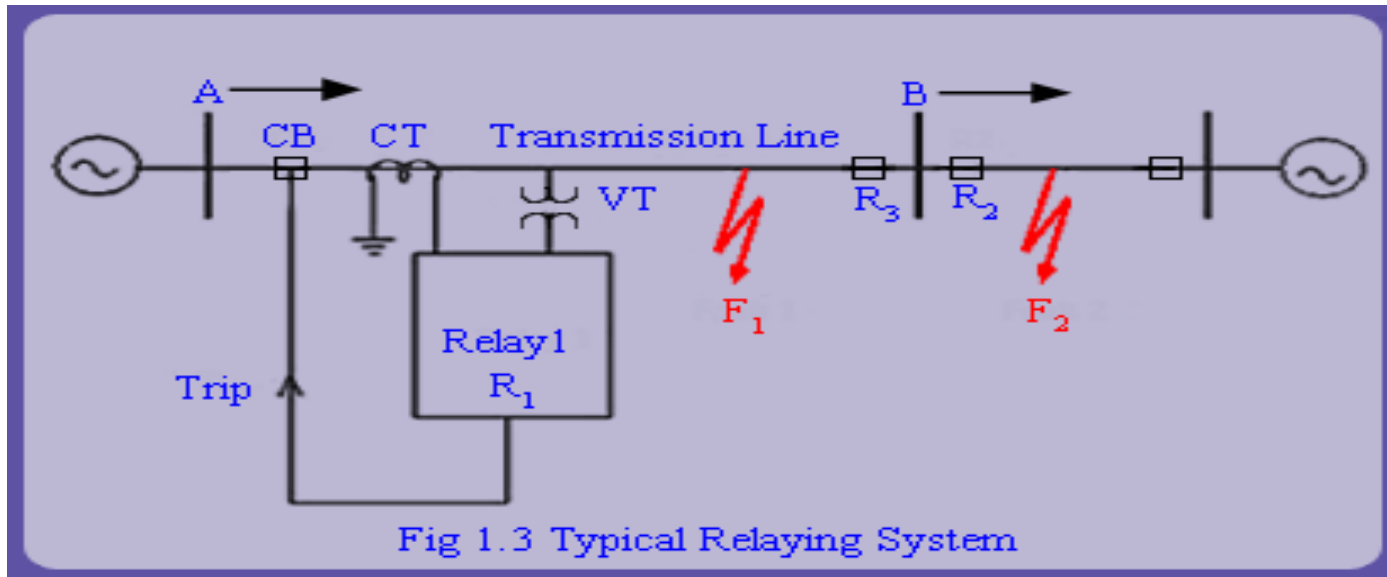 A
B
CB
CT
Transmission Line
VT
R3
R2
F1
F2
Relay1
R1
Trip
Fig 1.3 Typical Relaying System